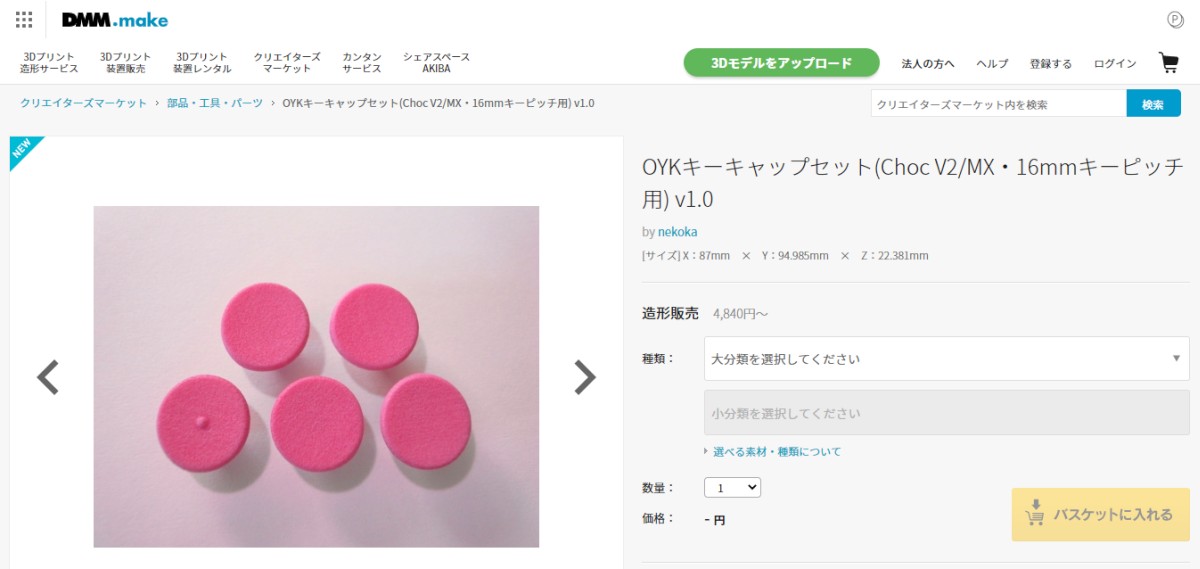 DMM.make
P
3Dプリント
造形サービス
3Dプリント
装置販売
3Dプリント
装置レンタル
クリエイターズ
マーケット
カンタン
サービス
シェアスペース
AKIBA
3Dモデルをアップロード
法人の方へ
ヘルプ
登録する
ログイン
クリエイターズマーケット › 部品・工具・パーツ › OYKキーキャップセット(Choc V2/MX・16mmキーピッチ用) v1.0
クリエイターズマーケット内を検索
検索
NEW
OYKキーキャップセット(Choc V2/MX・16mmキーピッチ
用) v1.0
by nekoka
[サイズ] X：87mm × Y：94.985mm × Z：22.381mm
造形販売 4,840円～
種類： 大分類を選択してください
小分類を選択してください
選べる素材・種類について
数量： 1
価格： - 円
バスケットに入れる